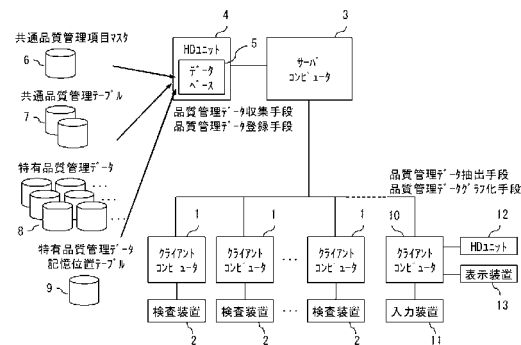 共通品質管理項目マスタ
6
共通品質管理テーブル
7
特有品質管理データ
8
特有品質管理データ
記憶位置テーブル
9
4
HDユニット
5
データ
ベース
3
サーバ
コンピュータ
品質管理データ収集手段
品質管理データ登録手段
品質管理データ抽出手段
品質管理データグラフ化手段
1
クライアント
コンピュータ
検査装置
2
1
クライアント
コンピュータ
検査装置
2
...
1
クライアント
コンピュータ
検査装置
2
10
クライアント
コンピュータ
入力装置
11
12
HDユニット
表示装置
13